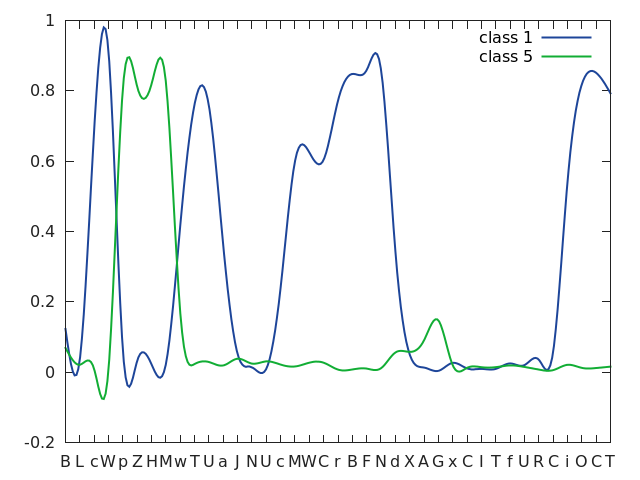 1
class 1
class 5
0.8
0.6
0.4
0.2
0
-0.2
B L c W p Z H M w T U a J N U c M W C r B F N d X A G x C I T f U R C i O C T